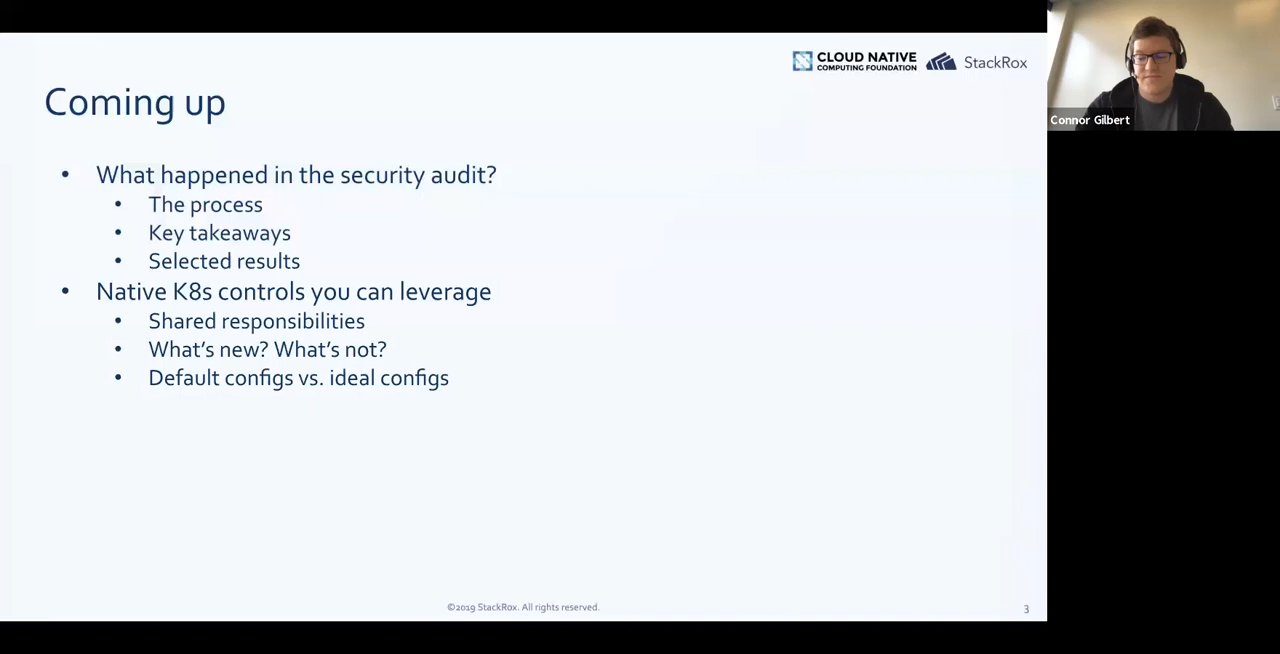 CLOUD NATIVE
COMPUTING FOUNDATION
StackRox
Connor Gilbert
Coming up
• What happened in the security audit?
• The process
• Key takeaways
• Selected results
• Native K8s controls you can leverage
• Shared responsibilities
• What’s new? What’s not?
• Default configs vs. ideal configs
©2019 StackRox. All rights reserved.
3